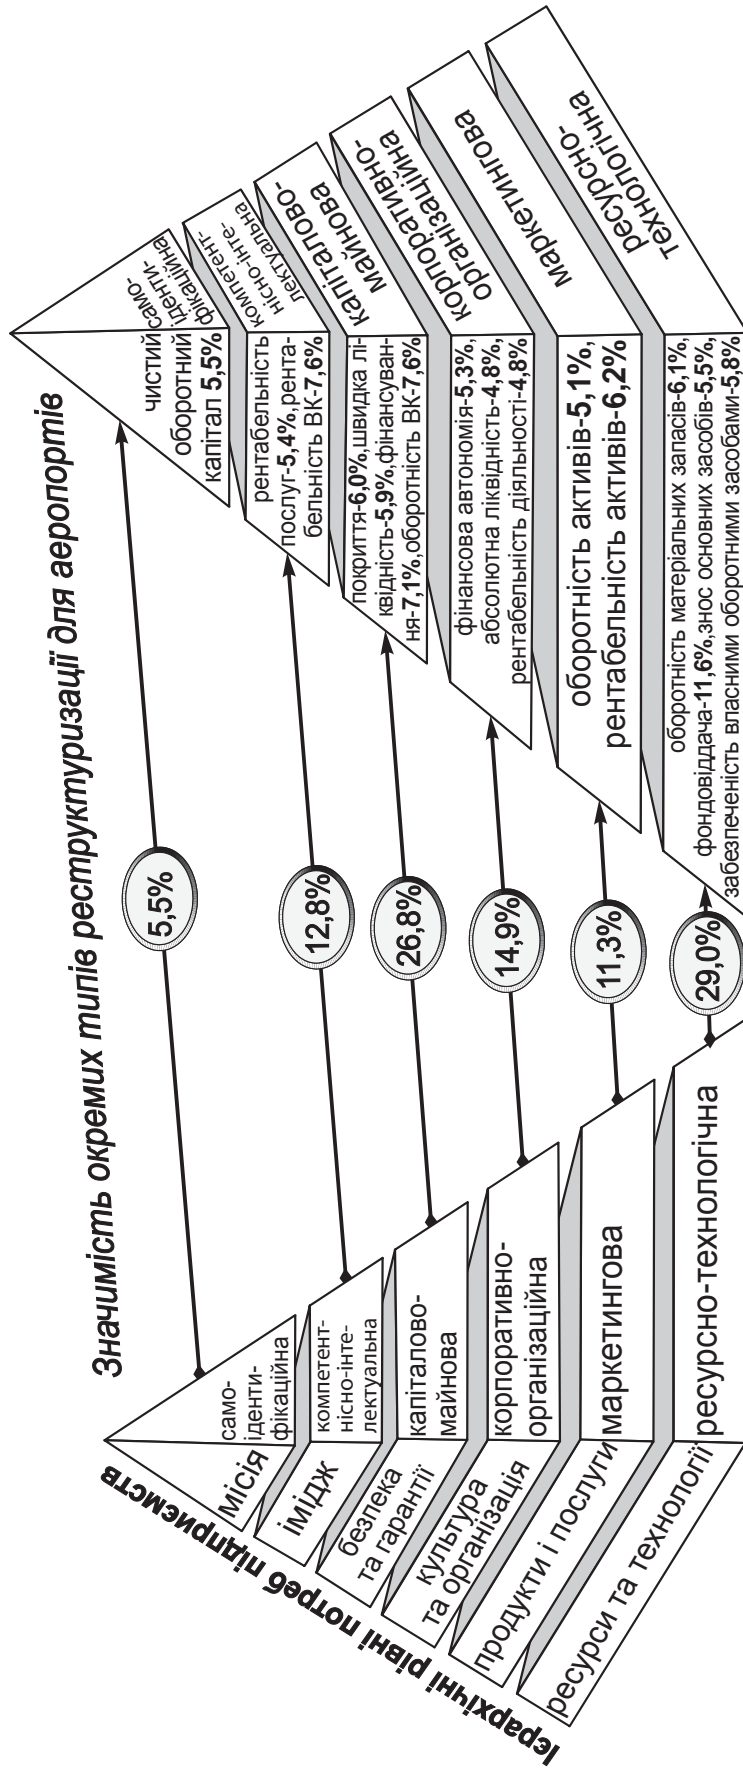 Значимість окремих типів реструктуризації для аеропортів
Ієрархічні рівні потреб підприємств
місія
імідж
безпека
та гарантії
культура
та організація
продукти і послуги
ресурси та технології
само-
іденти-
фікаційна
компетент-
нісно-інте-
лектуальна
капіталово-
майнова
корпоративно-
організаційна
маркетингова
ресурсно-технологічна
5,5%
12,8%
26,8%
14,9%
11,3%
29,0%
чистий
оборотний
капітал 5,5%
рентабельність
послуг-5,4%,рента-
бельність ВК-7,6%
покриття-6,0%,швидка лі-
квідність-5,9%,фінансуван-
ня-7,1%,оборотність ВК-7,6%
фінансова автономія-5,3%,
абсолютна ліквідність-4,8%,
рентабельність діяльності-4,8%
оборотність активів-5,1%,
рентабельність активів-6,2%
оборотність матеріальних запасів-6,1%,
фондовіддача-11,6%,знос основних засобів-5,5%,
забезпеченість власними оборотними засобами-5,8%
само-
іденти-
фікаційна
компетент-
нісно-інте-
лектуальна
капіталово-
майнова
корпоративно-
організаційна
маркетингова
ресурсно-
технологічна